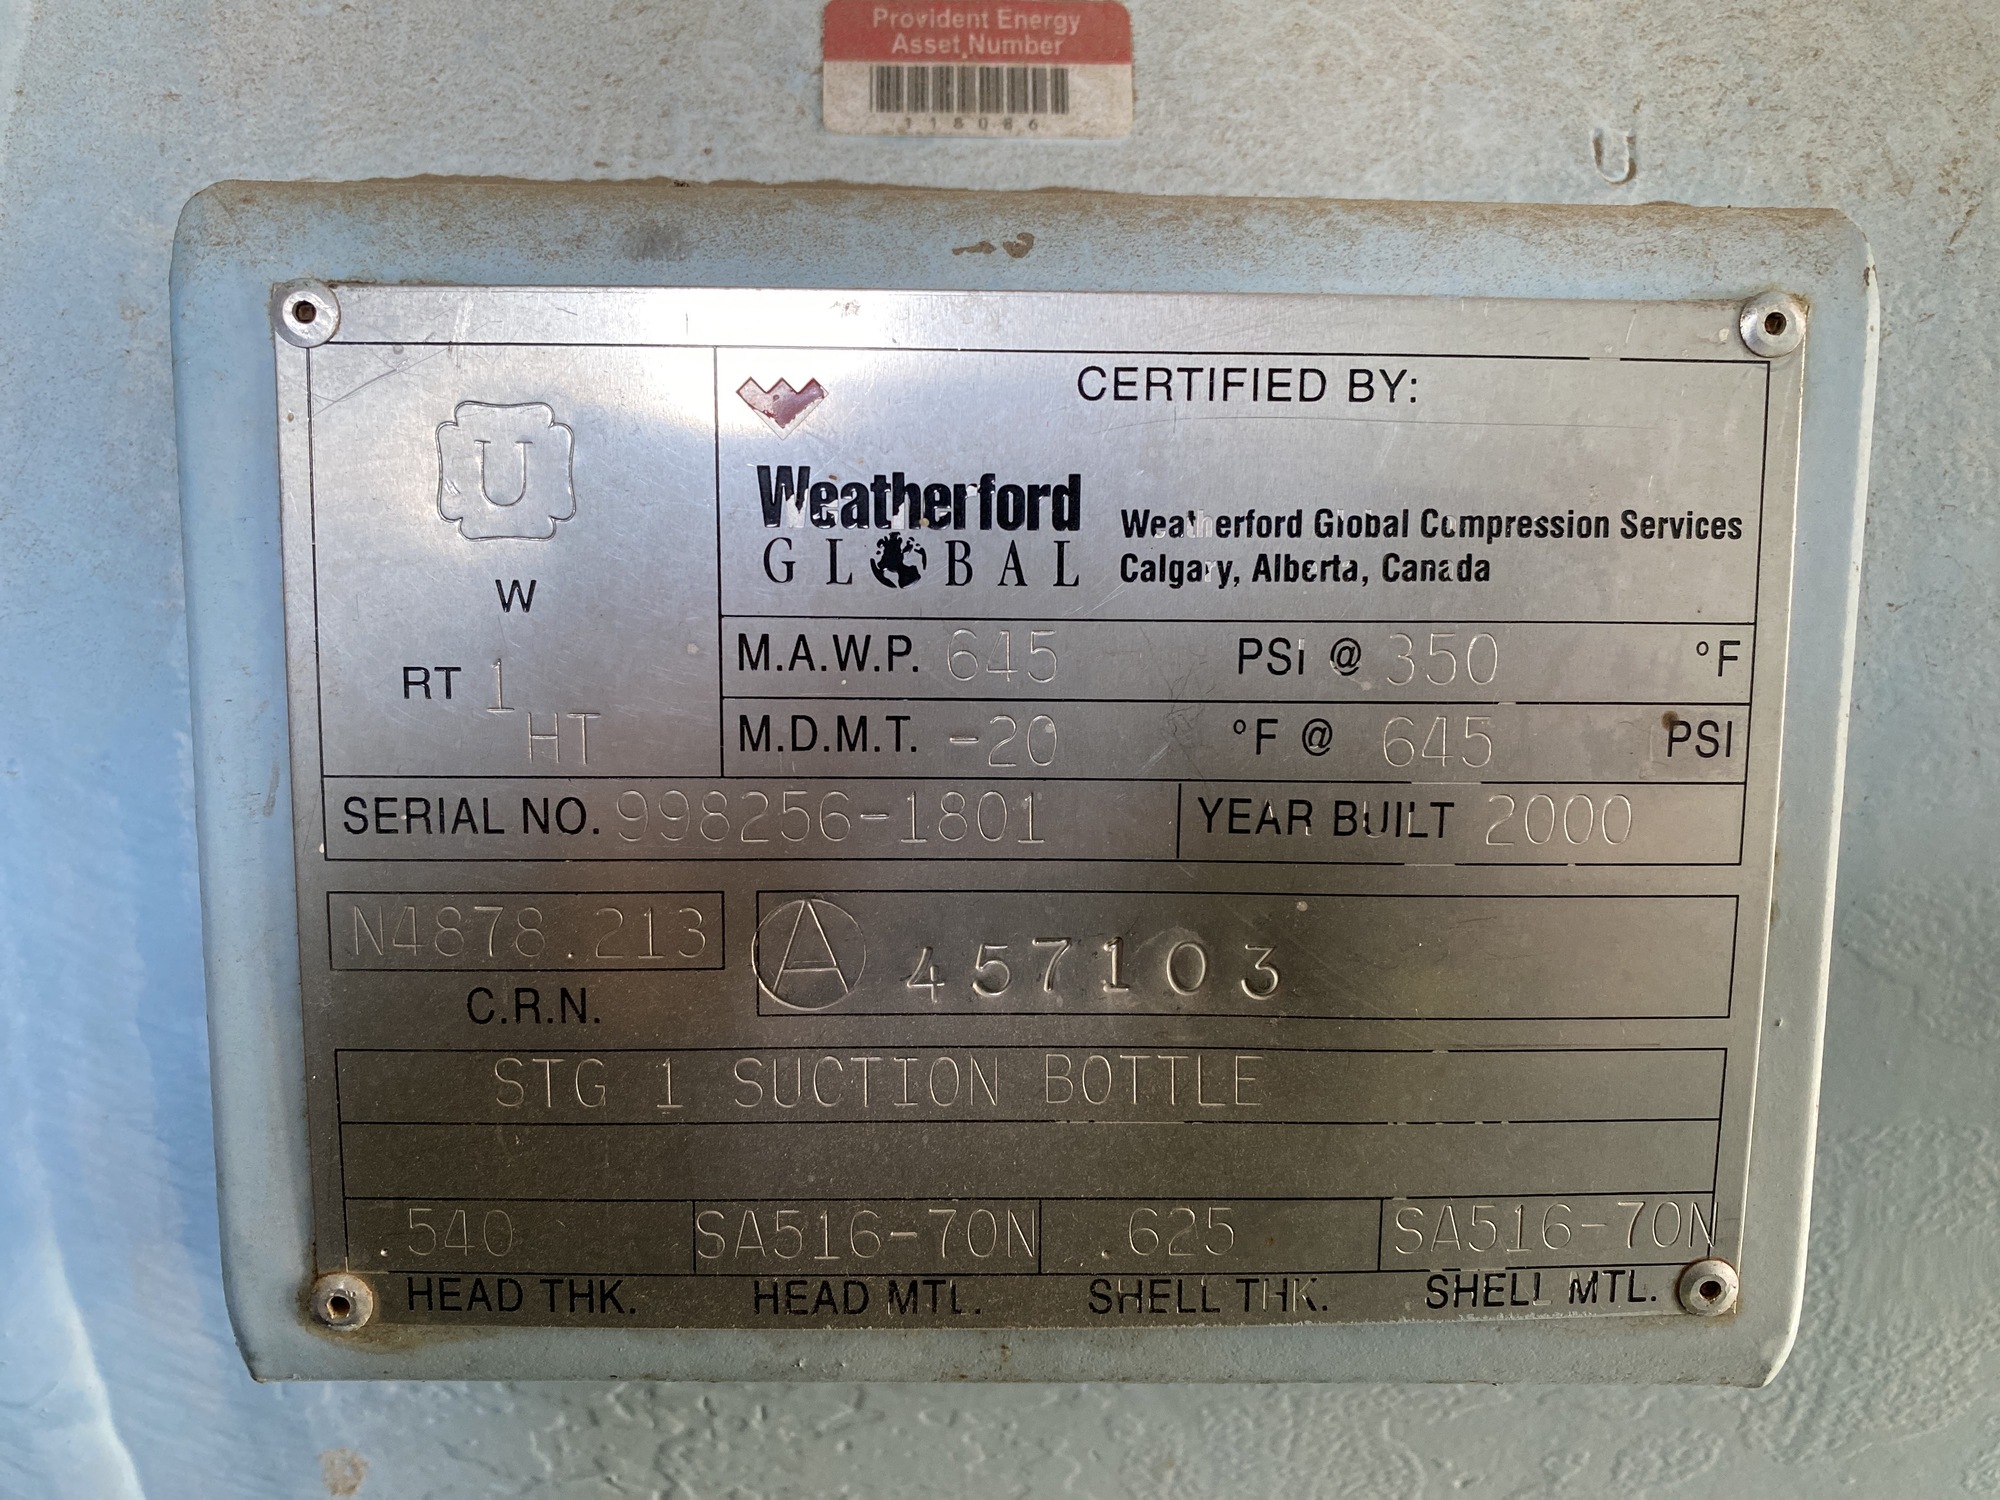 Provident Energy
Asset Number
118086
U
U
W
RT 1
HT
CERTIFIED BY:
Weatherford
GLOBAL
Weatherford Global Compression Services
Calgary, Alberta, Canada
M.A.W.P. 645 PSI @ 350 °F
M.D.M.T. -20 °F @ 645 PSI
SERIAL NO. 998256-1801 YEAR BUILT 2000
N4878.213
C.R.N.
A 457103
STG 1 SUCTION BOTTLE
.540 SA516-70N .625 SA516-70N
HEAD THK. HEAD MTL. SHELL THK. SHELL MTL.